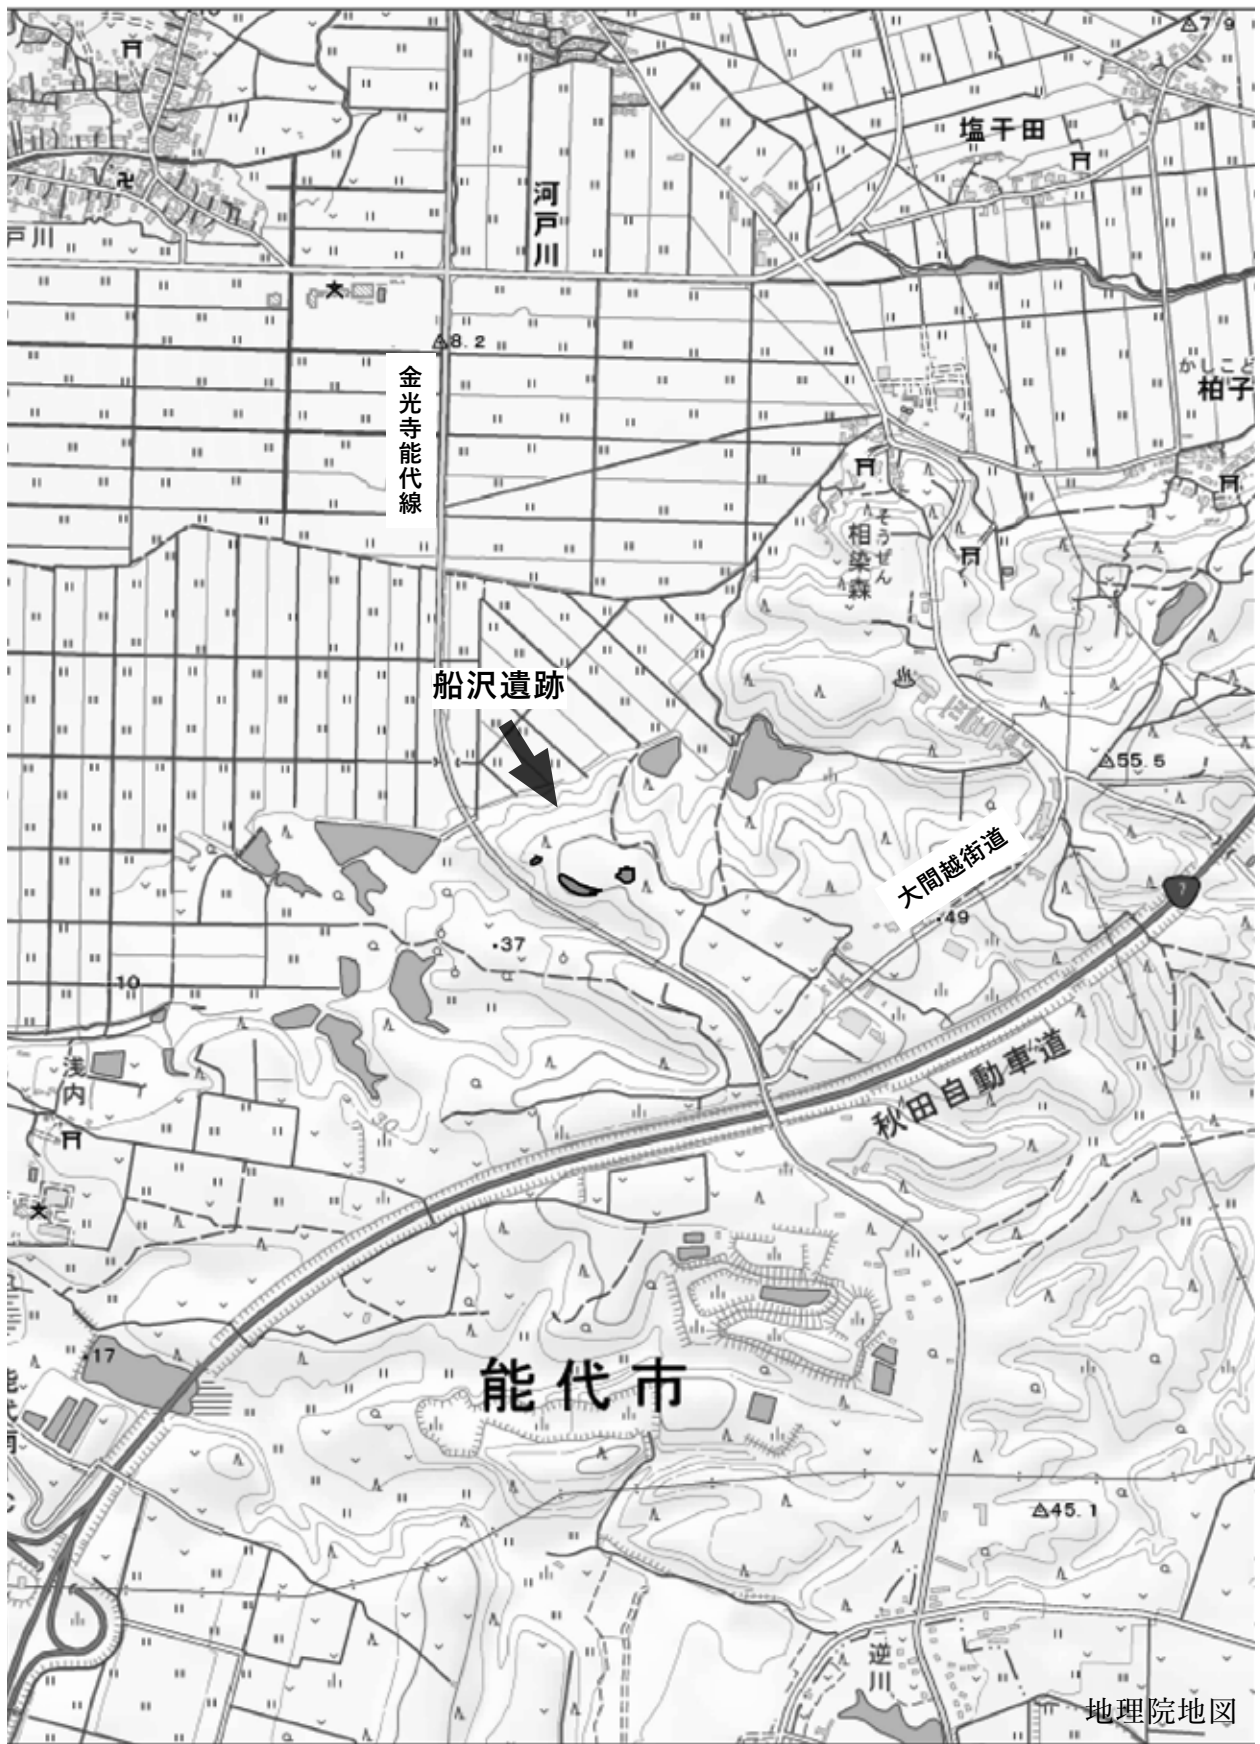 7.9
塩干田
河戸川
戸川
8.2
かしこど
柏子
金光寺能代線
そうぜん
相染森
船沢遺跡
55.5
大間越街道
7
49
37
10
浅内
秋田自動車道
17
能代市
45.1
逆川
地理院地図